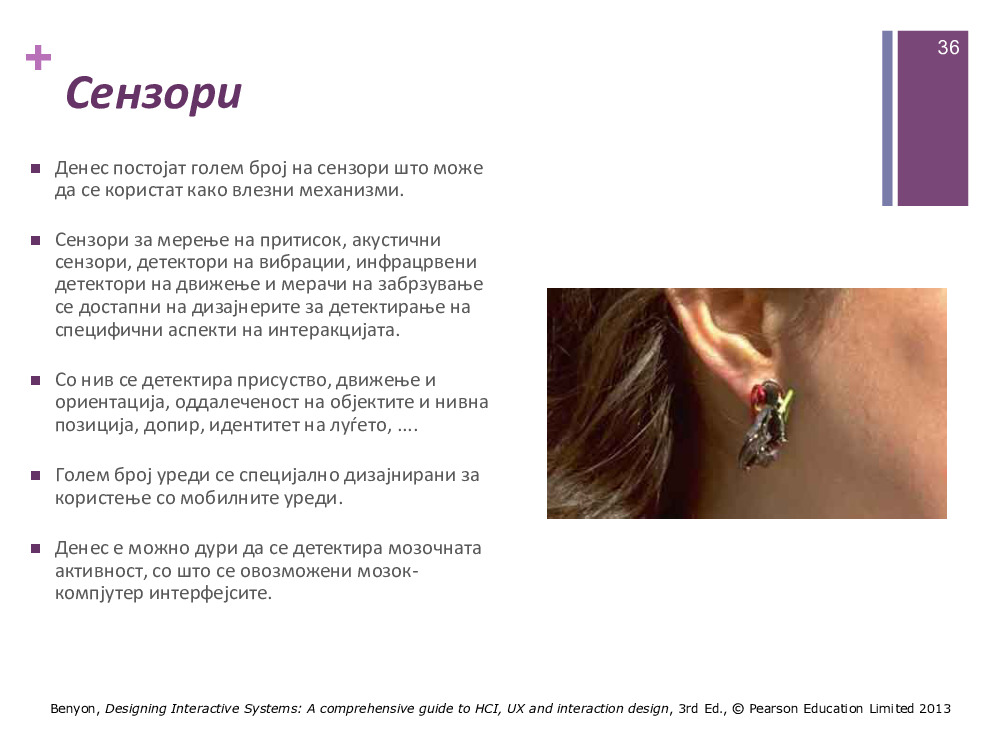 36
+
Сензори
Денес постојат голем број на сензори што може
да се користат како влезни механизми.
Сензори за мерење на притисок, акустични
сензори, детектори на вибрации, инфрацрвени
детектори на движење и мерачи на забрзување
се достапни на дизајнерите за детектирање на
специфични аспекти на интеракцијата.
Со нив се детектира присуство, движење и
ориентација, оддалеченост на објектите и нивна
позиција, допир, идентитет на луѓето, ....
Голем број уреди се специјално дизајнирани за
користење со мобилните уреди.
Денес е можно дури да се детектира мозочната
активност, со што се овозможени мозок-
компјутер интерфејсите.
Benyon, Designing Interactive Systems: A comprehensive guide to HCI, UX and interaction design, 3rd Ed., © Pearson Education Limited 2013